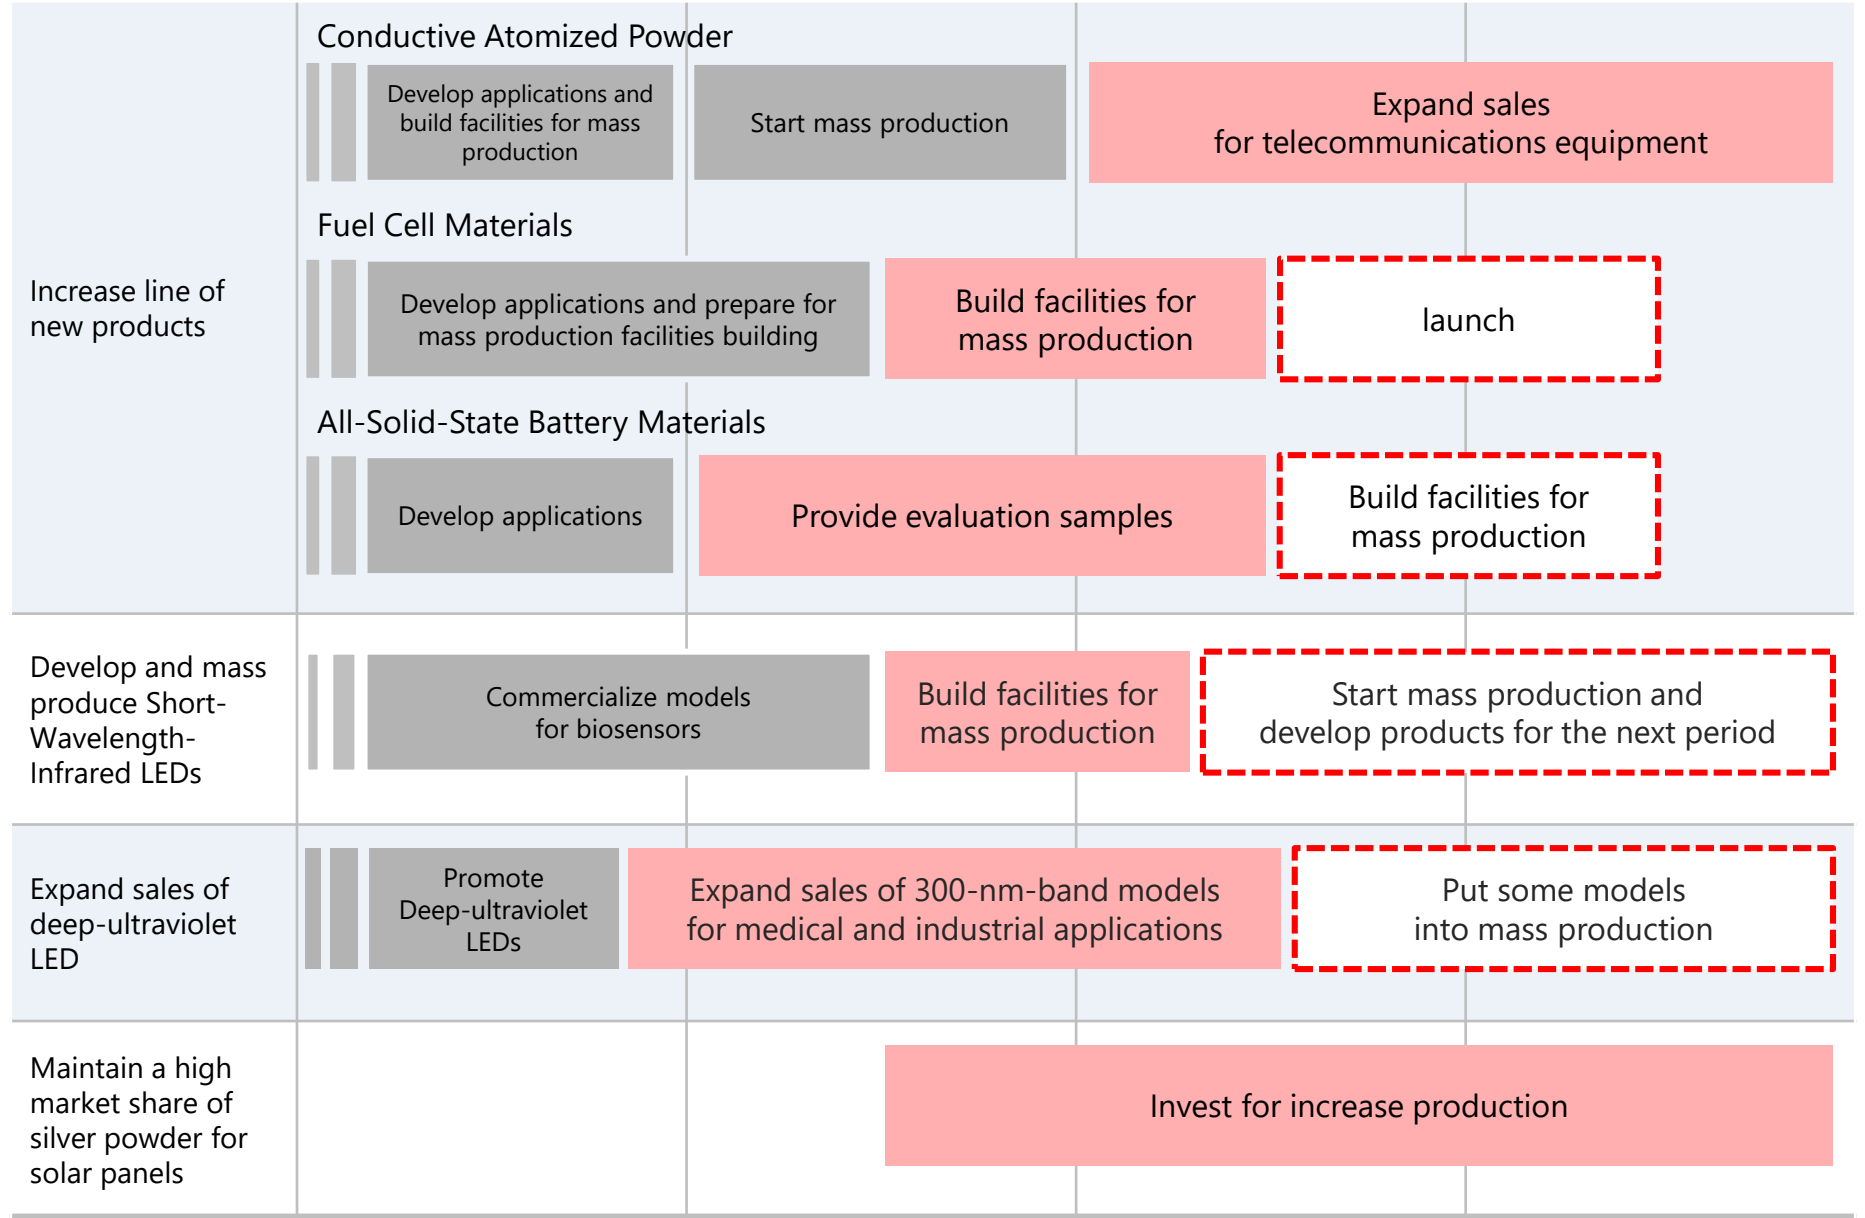 Conductive Atomized Powder
Develop applications and
build facilities for mass
production
Start mass production
Expand sales
for telecommunications equipment
Increase line of
new products
Fuel Cell Materials
Develop applications and prepare for
mass production facilities building
Build facilities for
mass production
launch
All-Solid-State Battery Materials
Develop applications
Provide evaluation samples
Build facilities for
mass production
Develop and mass
produce Short-
Wavelength-
Infrared LEDs
Commercialize models
for biosensors
Build facilities for
mass production
Start mass production and
develop products for the next period
Expand sales of
deep-ultraviolet
LED
Promote
Deep-ultraviolet
LEDs
Expand sales of 300-nm-band models
for medical and industrial applications
Put some models
into mass production
Maintain a high
market share of
silver powder for
solar panels
Invest for increase production